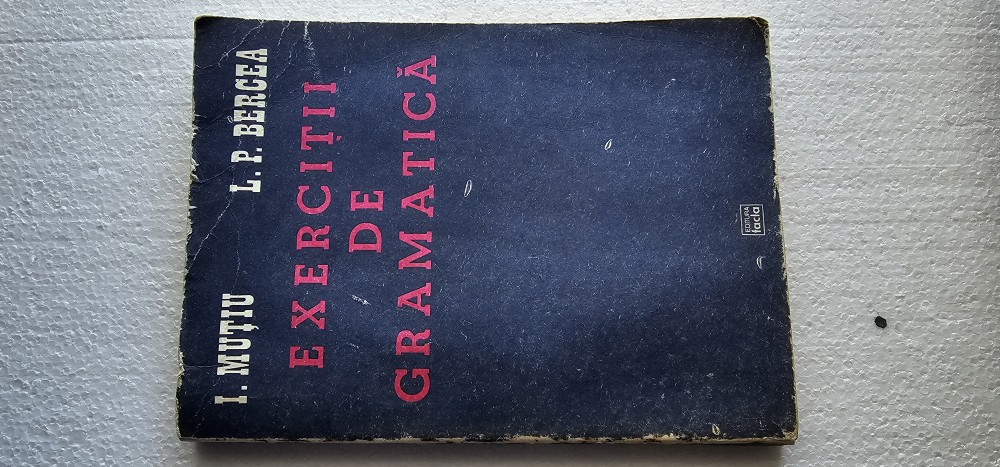 I. MUȚIU L. P. BERCEA
EXERCIȚII
DE
GRAMATICĂ
EDITURA
facla